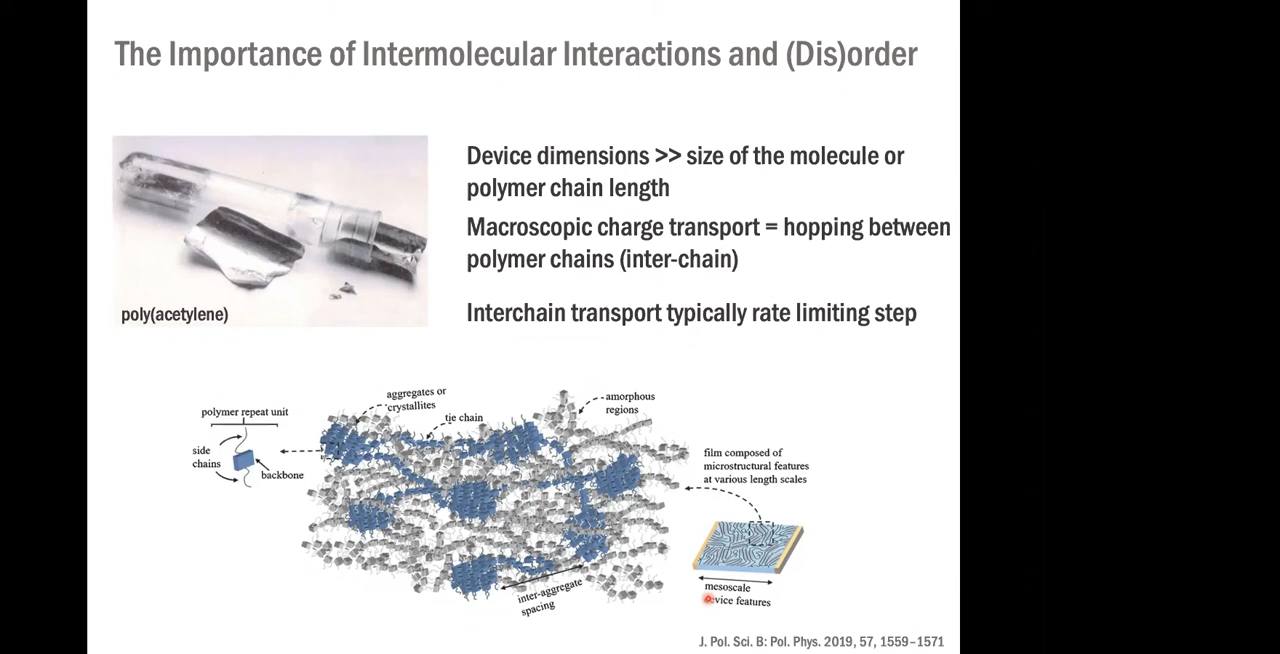 The Importance of Intermolecular Interactions and (Dis)order
Device dimensions >> size of the molecule or
polymer chain length
Macroscopic charge transport = hopping between
polymer chains (inter-chain)
Interchain transport typically rate limiting step
poly(acetylene)
polymer repeat unit
side
chains
backbone
aggregates or
crystallites
tie chain
amorphous
regions
film composed of
microstructural features
at various length scales
inter-aggregate
spacing
mesoscale
vice features
J. Pol. Sci. B: Pol. Phys. 2019, 57, 1559–1571